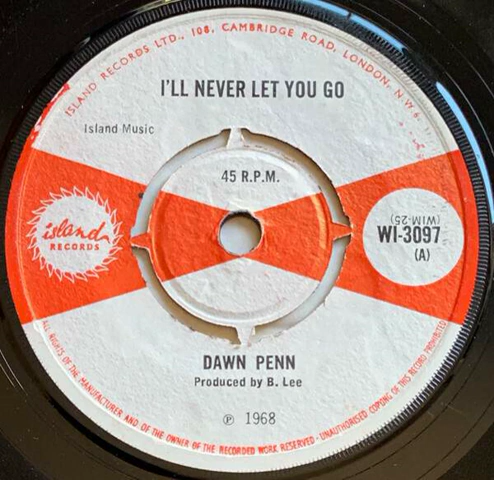 ISLAND RECORDS LTD., 108, CAMBRIDGE ROAD, LONDON, N.W.6.
I'LL NEVER LET YOU GO
Island Music
45 R.P.M.
island
RECORDS
(WIM-25)
WI-3097
(A)
DAWN PENN
Produced by B. Lee
℗ 1968
ALL RIGHTS OF THE MANUFACTURER AND OF THE OWNER OF THE RECORDED WORK RESERVED · UNAUTHORISED COPYING OF THIS RECORD PROHIBITED